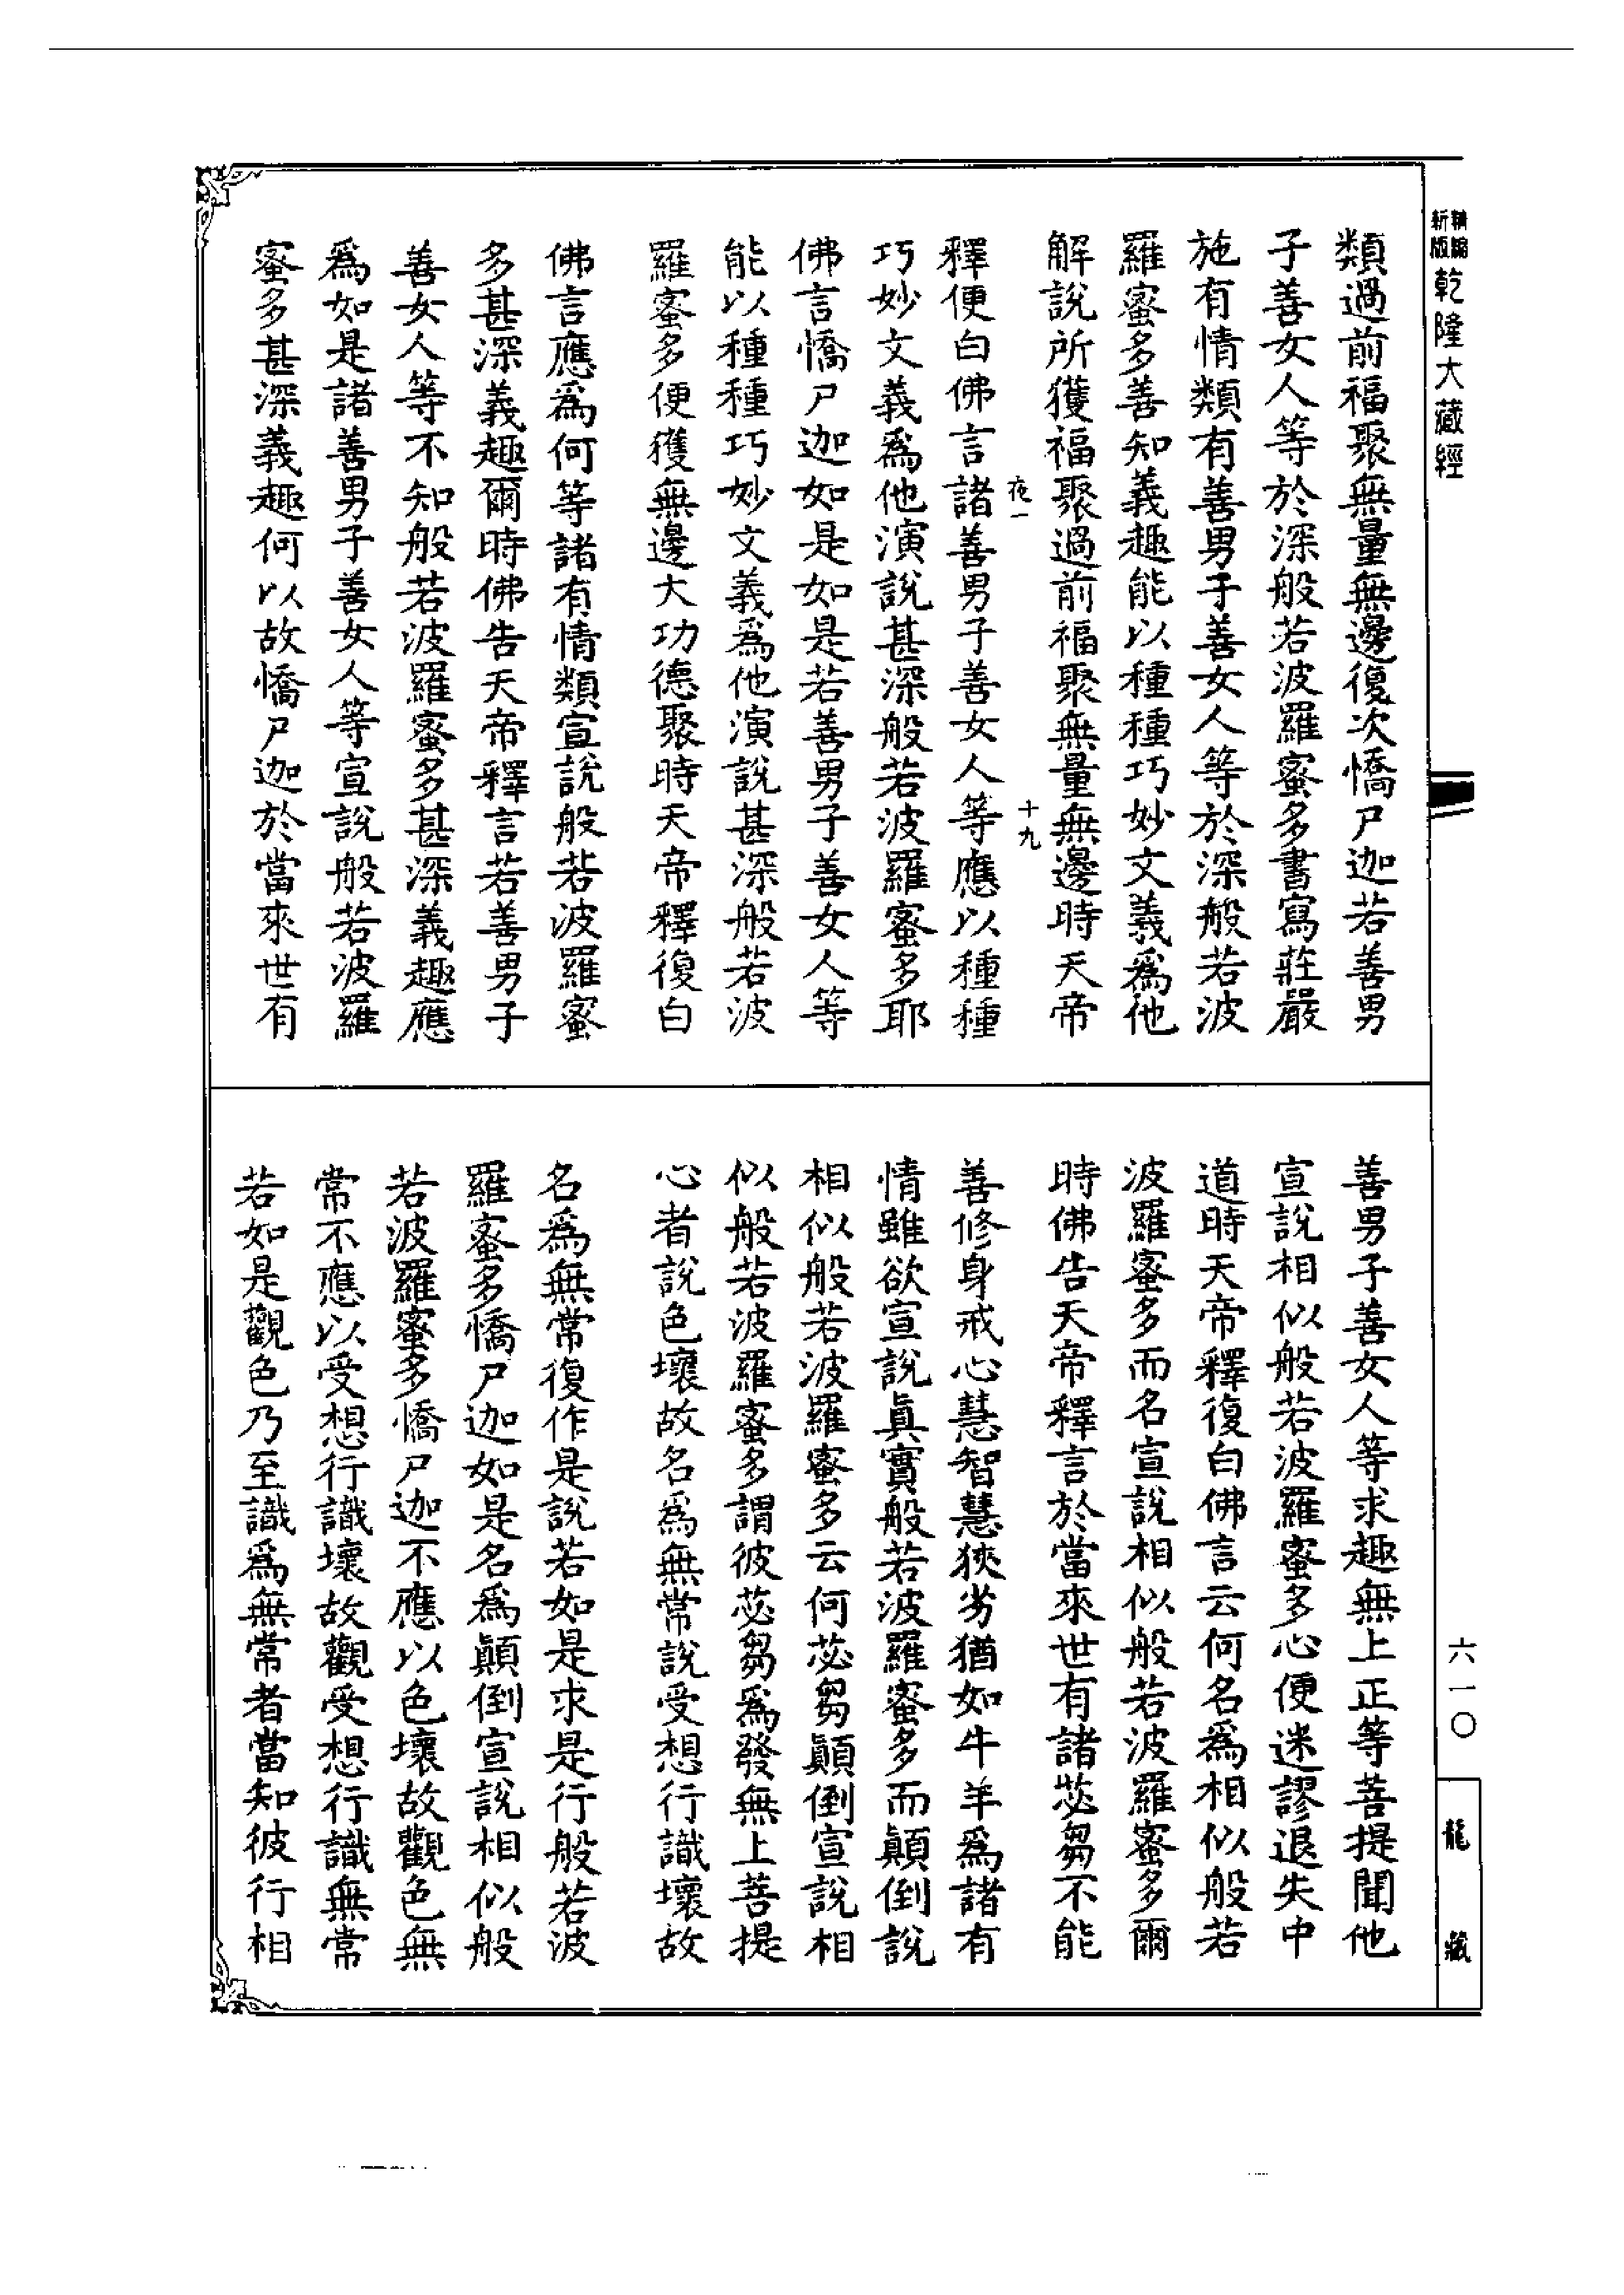 新版
精縮
乾隆大藏經
類過前福聚無量無邊復次憍尸迦若善男
子善女人等於深般若波羅蜜多書寫莊嚴
施有情類有善男子善女人等於深般若波
羅蜜多善知義趣能以種種巧妙文義爲他
解說所獲福聚過前福聚無量無邊時天帝
夜一
十九
釋便白佛言諸善男子善女人等應以種種
巧妙文義爲他演說甚深般若波羅蜜多耶
佛言憍尸迦如是如是若善男子善女人等
能以種種巧妙文義爲他演說甚深般若波
羅蜜多便獲無邊大功德聚時天帝釋復白
佛言應爲何等諸有情類宣說般若波羅蜜
多甚深義趣爾時佛告天帝釋言若善男子
善女人等不知般若波羅蜜多甚深義趣應
爲如是諸善男子善女人等宣說般若波羅
蜜多甚深義趣何以故憍尸迦於當來世有
善男子善女人等求趣無上正等菩提聞他
宣說相似般若波羅蜜多心便迷謬退失中
道時天帝釋復白佛言云何名爲相似般若
波羅蜜多而名宣說相似般若波羅蜜多爾
時佛告天帝釋言於當來世有諸苾芻不能
善修身戒心慧智慧狹劣猶如牛羊爲諸有
情雖欲宣說眞實般若波羅蜜多而顚倒說
相似般若波羅蜜多云何苾芻顚倒宣說相
似般若波羅蜜多謂彼苾芻爲發無上菩提
心者說色壞故名爲無常說受想行識壞故
名爲無常復作是說若如是求是行般若波
羅蜜多憍尸迦如是名爲顚倒宣說相似般
若波羅蜜多憍尸迦不應以色壞故觀色無
常不應以受想行識壞故觀受想行識無常
若如是觀色乃至識爲無常者當知彼行相
六一〇
龍藏